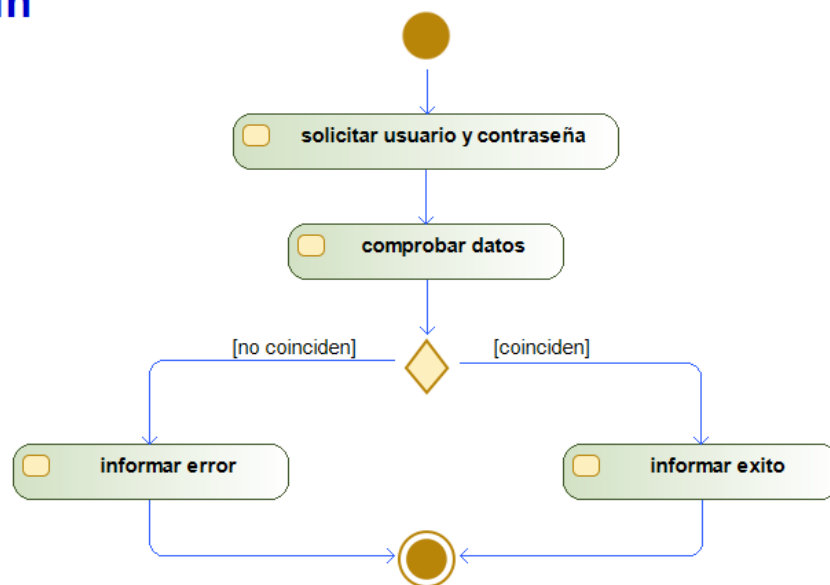 solicitar usuario y contraseña
comprobar datos
[no coinciden]
[coinciden]
informar error
informar exito